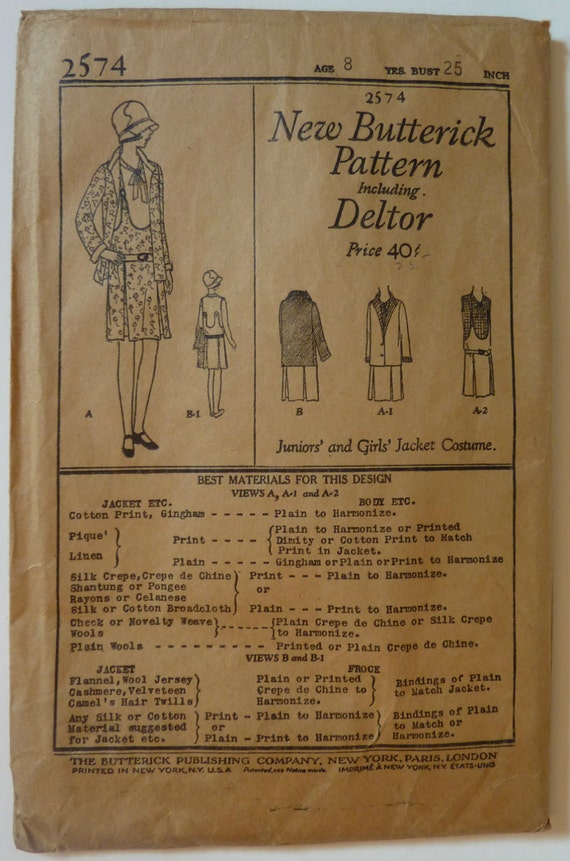 2574 AGE 8 YRS. BUST 25 INCH
2574
New Butterick
Pattern
Including.
Deltor
Price 40¢
A
B-1
B
A-1
A-2
Juniors' and Girls' Jacket Costume.
BEST MATERIALS FOR THIS DESIGN
VIEWS A, A-1 and A-2
JACKET ETC. BODY ETC.
Cotton Print, Gingham - - - - - Plain to Harmonize.
Pique' Linen } Print - - - - {Plain to Harmonize or Printed
Dimity or Cotton Print to Match
Print in Jacket.
Plain - - - - - Gingham or Plain or Print to Harmonize
Silk Crepe, Crepe de Chine) Print - - - Plain to Harmonize.
Shantung or Pongee
Rayons or Celanese or
Silk or Cotton Broadcloth) Plain - - - Print to Harmonize.
Check or Novelty Weave} - - - - - - {Plain Crepe de Chine or Silk Crepe
Wools to Harmonize.
Plain Wools - - - - - - - - - - Printed or Plain Crepe de Chine.
VIEWS B and B-1
JACKET FROCK
Flannel, Wool Jersey) Plain or Printed ) Bindings of Plain
Cashmere, Velveteen } Crepe de Chine to } to Match Jacket.
Camel's Hair Twills) Harmonize. )
Any Silk or Cotton ) Print - Plain to Harmonize) Bindings of Plain
Material suggested } or } to Match or
for Jacket etc. ) Plain - Print to Harmonize) Harmonize.
THE BUTTERICK PUBLISHING COMPANY, NEW YORK, PARIS, LONDON
PRINTED IN NEW YORK, N.Y. U.S.A. Patented, see Notice inside. IMPRIMÉ A NEW YORK, N.Y. ÉTATS-UNIS